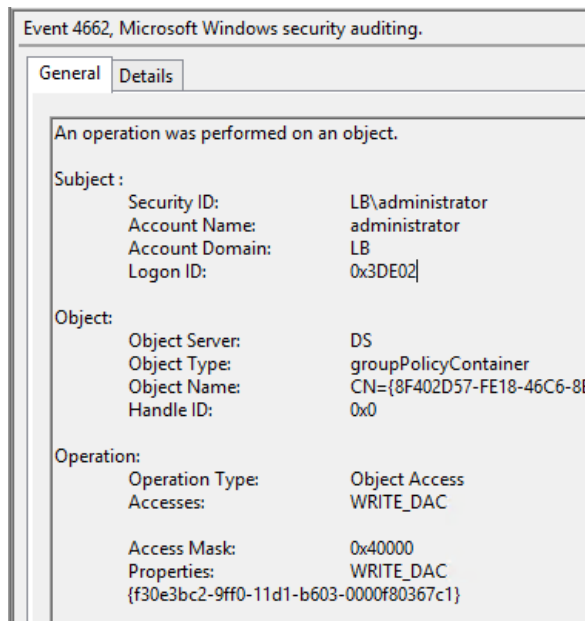 Event 4662, Microsoft Windows security auditing.
General Details
An operation was performed on an object.
Subject :
Security ID: LB\administrator
Account Name: administrator
Account Domain: LB
Logon ID: 0x3DE02
Object:
Object Server: DS
Object Type: groupPolicyContainer
Object Name: CN={8F402D57-FE18-46C6-8
Handle ID: 0x0
Operation:
Operation Type: Object Access
Accesses: WRITE_DAC
Access Mask: 0x40000
Properties: WRITE_DAC
{f30e3bc2-9ff0-11d1-b603-0000f80367c1}